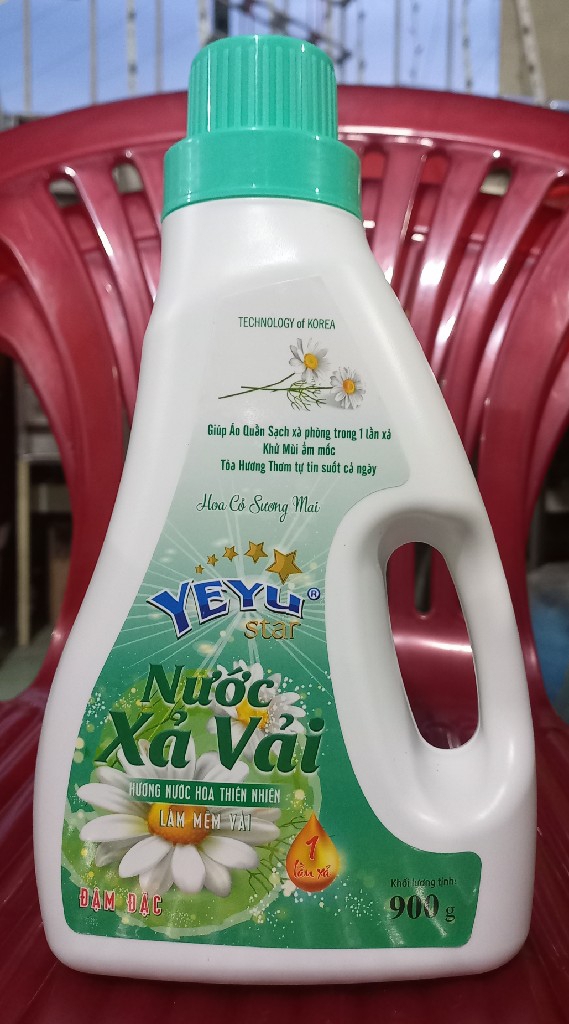 TECHNOLOGY of KOREA
Giúp Áo Quần Sạch xà phòng trong 1 lần xả
Khử Mùi ẩm mốc
Tỏa Hương Thơm tự tin suốt cả ngày
Hoa Cỏ Sương Mai
YEYU®
star
Nước
Xả Vải
HƯƠNG NƯỚC HOA THIÊN NHIÊN
LÀM MỀM VẢI
1
lần xả
ĐẬM ĐẶC
Khối lượng tịnh:
900 g